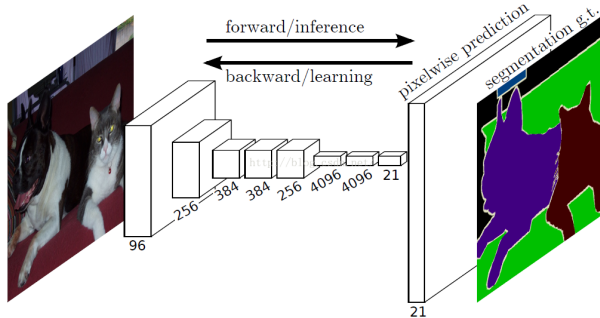 forward/inference
backward/learning
pixelwise prediction
segmentation g.t.
96
256
384
384
256
4096
4096
21
21